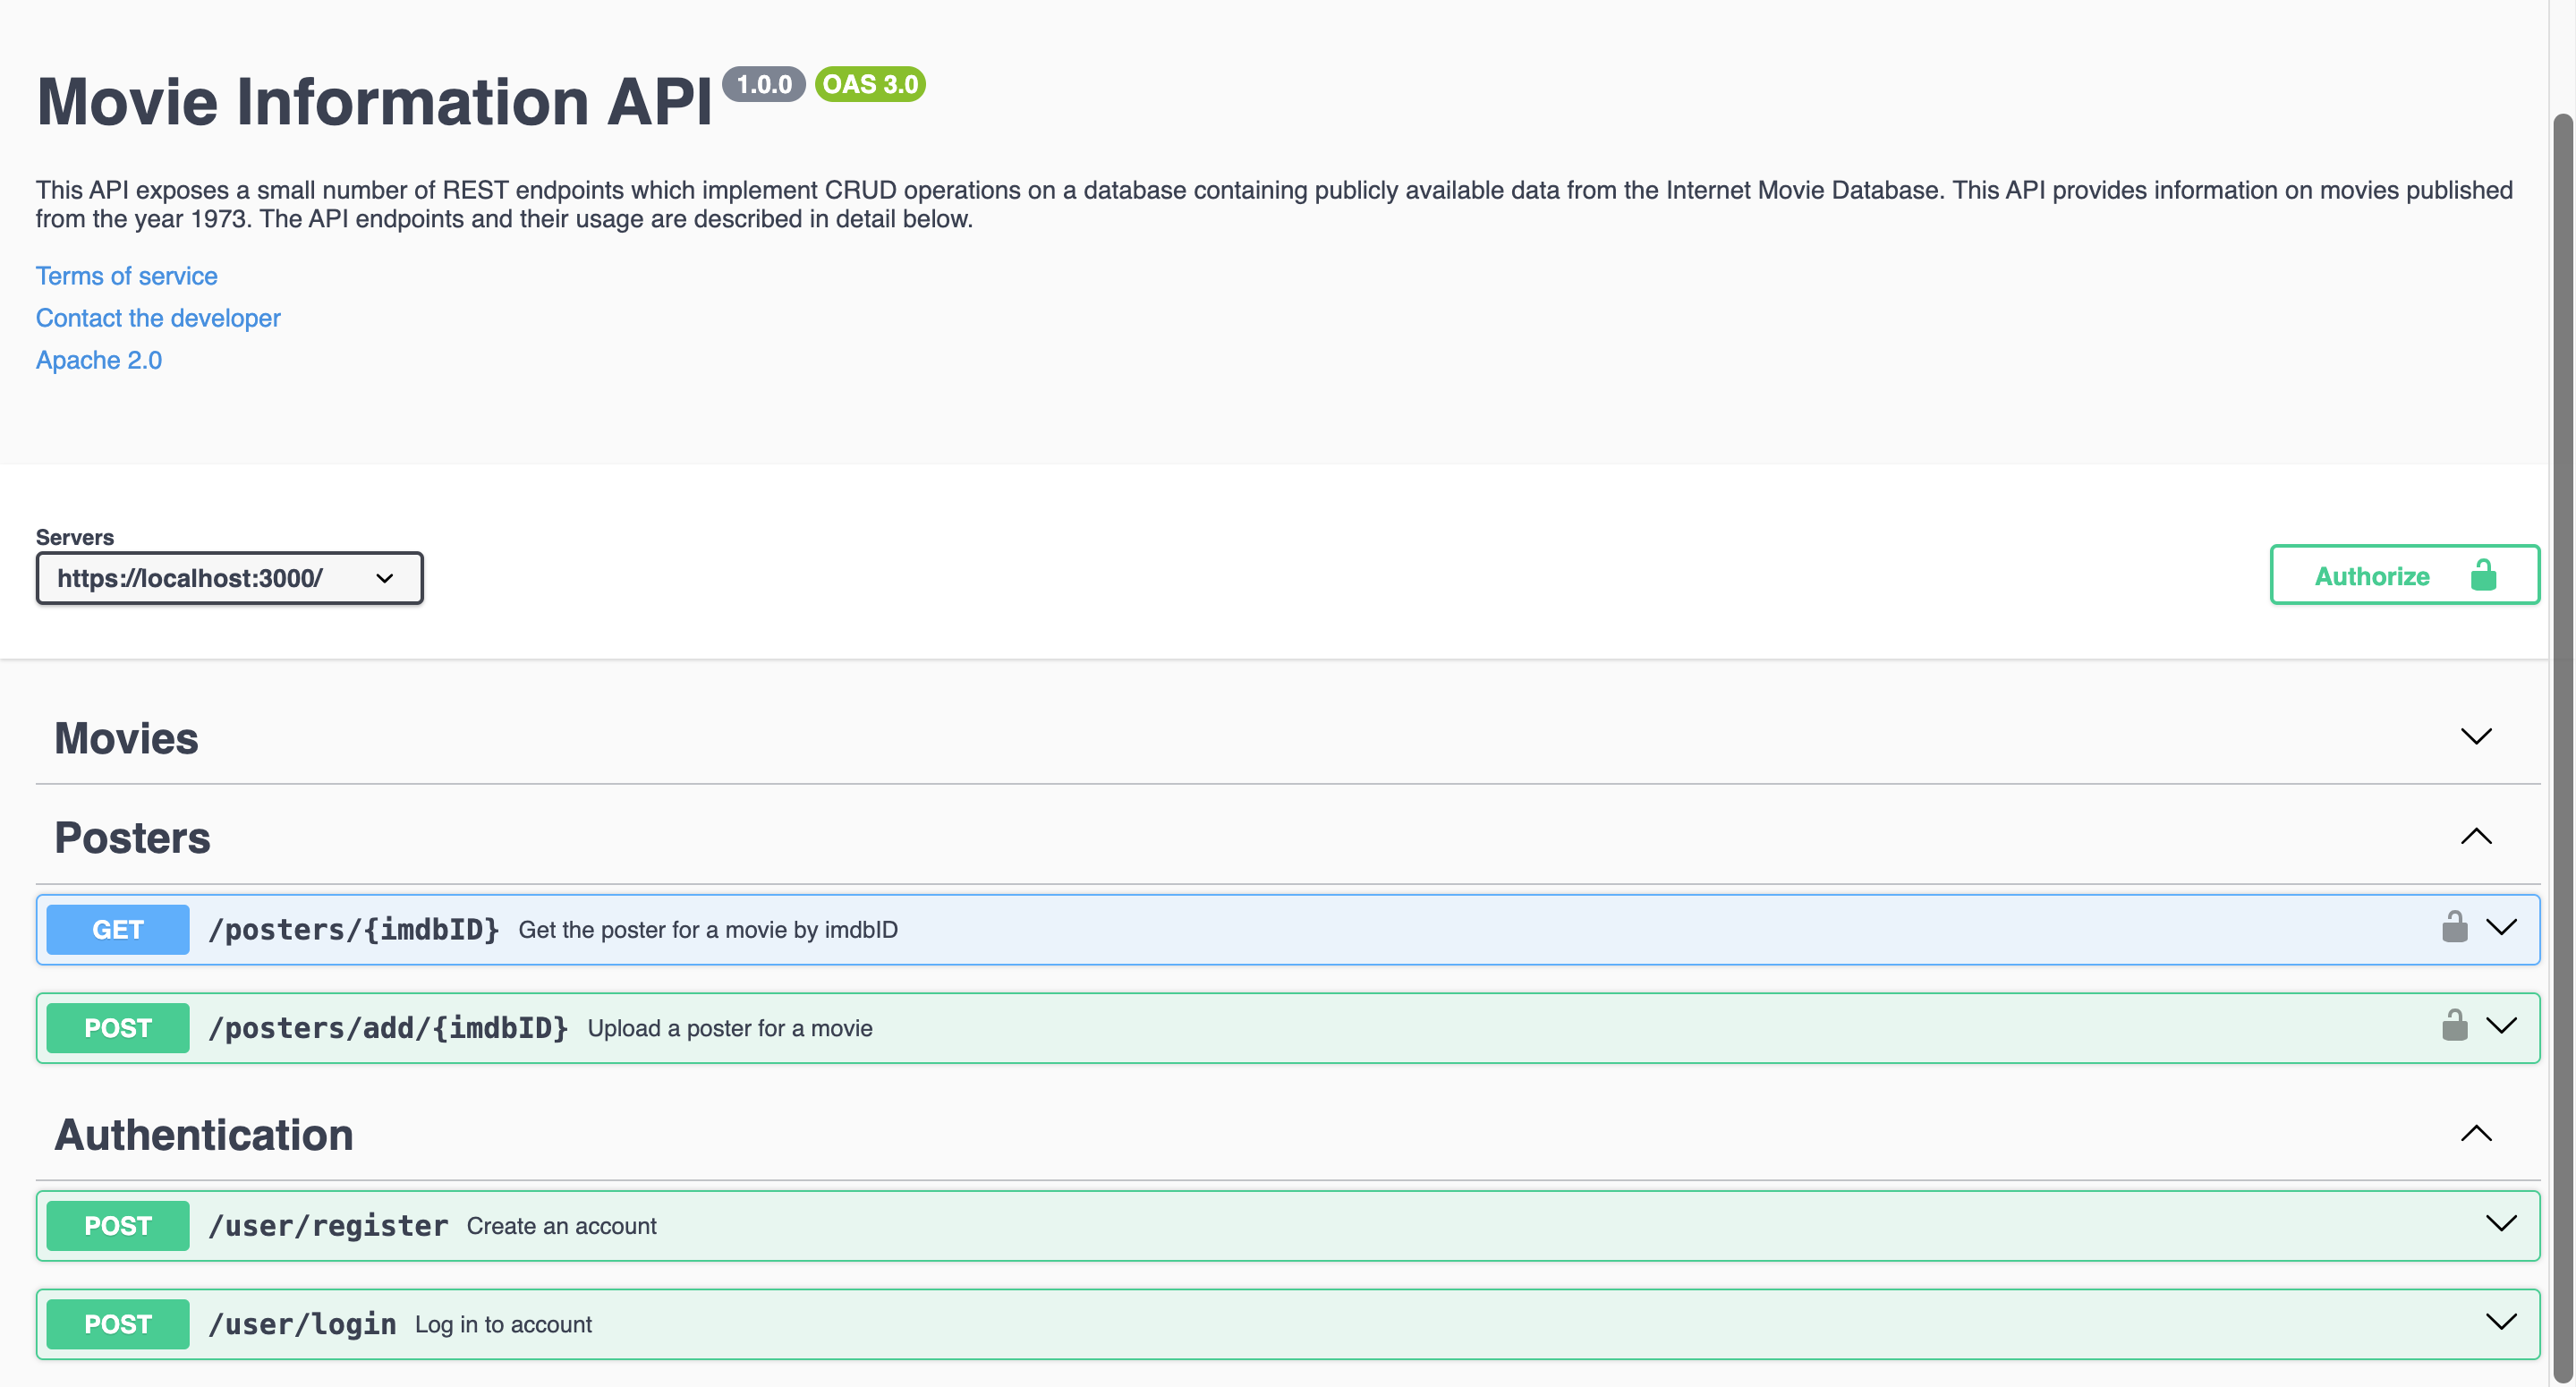 Movie Information API 1.0.0 OAS 3.0
This API exposes a small number of REST endpoints which implement CRUD operations on a database containing publicly available data from the Internet Movie Database. This API provides information on movies published
from the year 1973. The API endpoints and their usage are described in detail below.
Terms of service
Contact the developer
Apache 2.0
Servers
https://localhost:3000/
Authorize
Movies
Posters
GET /posters/{imdbID} Get the poster for a movie by imdbID
POST /posters/add/{imdbID} Upload a poster for a movie
Authentication
POST /user/register Create an account
POST /user/login Log in to account